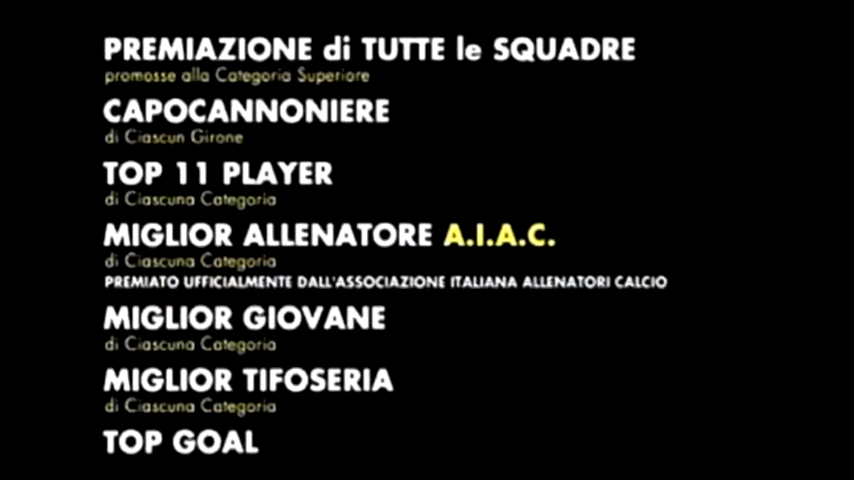 PREMIAZIONE di TUTTE le SQUADRE
promosse alla Categoria Superiore
CAPOCANNONIERE
di Ciascun Girone
TOP 11 PLAYER
di Ciascuna Categoria
MIGLIOR ALLENATORE A.I.A.C.
di Ciascuna Categoria
PREMIATO UFFICIALMENTE DALL'ASSOCIAZIONE ITALIANA ALLENATORI CALCIO
MIGLIOR GIOVANE
di Ciascuna Categoria
MIGLIOR TIFOSERIA
di Ciascuna Categoria
TOP GOAL